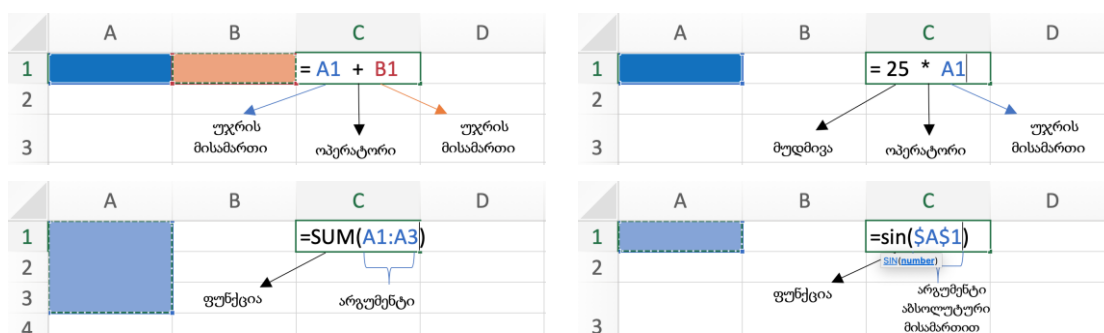 A B C D
1 = A1 + B1
2
უჯრის მისამართი
ოპერატორი
უჯრის მისამართი
3
A B C D
1 = 25 * A1
2
მუდმივა
ოპერატორი
უჯრის მისამართი
3
A B C D
1 =SUM(A1:A3)
2
3 ფუნქცია არგუმენტი
4
A B C D
1 =sin($A$1)
SIN(number)
2
ფუნქცია
არგუმენტი
აბსოლუტური
მისამართით
3